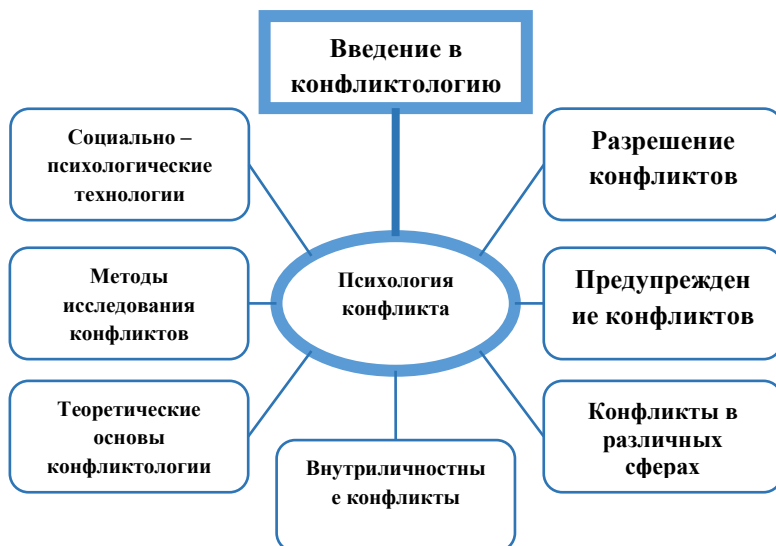 Введение в
конфликтологию
Социально –
психологические
технологии
Разрешение
конфликтов
Методы
исследования
конфликтов
Психология
конфликта
Предупрежден
ие конфликтов
Теоретические
основы
конфликтологии
Внутриличностны
е конфликты
Конфликты в
различных
сферах